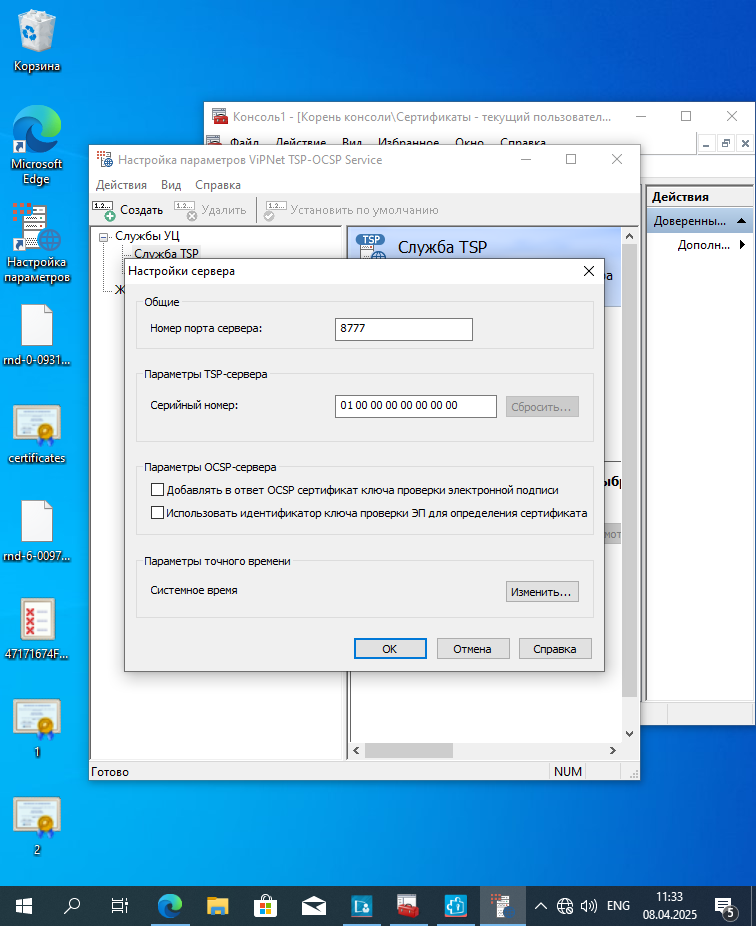 Корзина
Microsoft
Edge
Настройка
параметров
rnd-0-0931...
certificates
rnd-6-0097...
47171674F...
1
2
Консоль1 - [Корень консоли\Сертификаты - текущий пользовател...
Файл Действие Вид Избранное Окно Справка
Действия
Доверенны...
Дополн...
Настройка параметров ViPNet TSP-OCSP Service
Действия Вид Справка
Создать Удалить Установить по умолчанию
Службы УЦ
Служба TSP
TSP
Служба TSP
Настройки сервера
Общие
Номер порта сервера: 8777
Параметры TSP-сервера
Серийный номер: 01 00 00 00 00 00 00 00 Сбросить...
Параметры OCSP-сервера
Добавлять в ответ OCSP сертификат ключа проверки электронной подписи
Использовать идентификатор ключа проверки ЭП для определения сертификата
Параметры точного времени
Системное время Изменить...
OK Отмена Справка
Готово NUM
ENG
11:33
08.04.2025
5